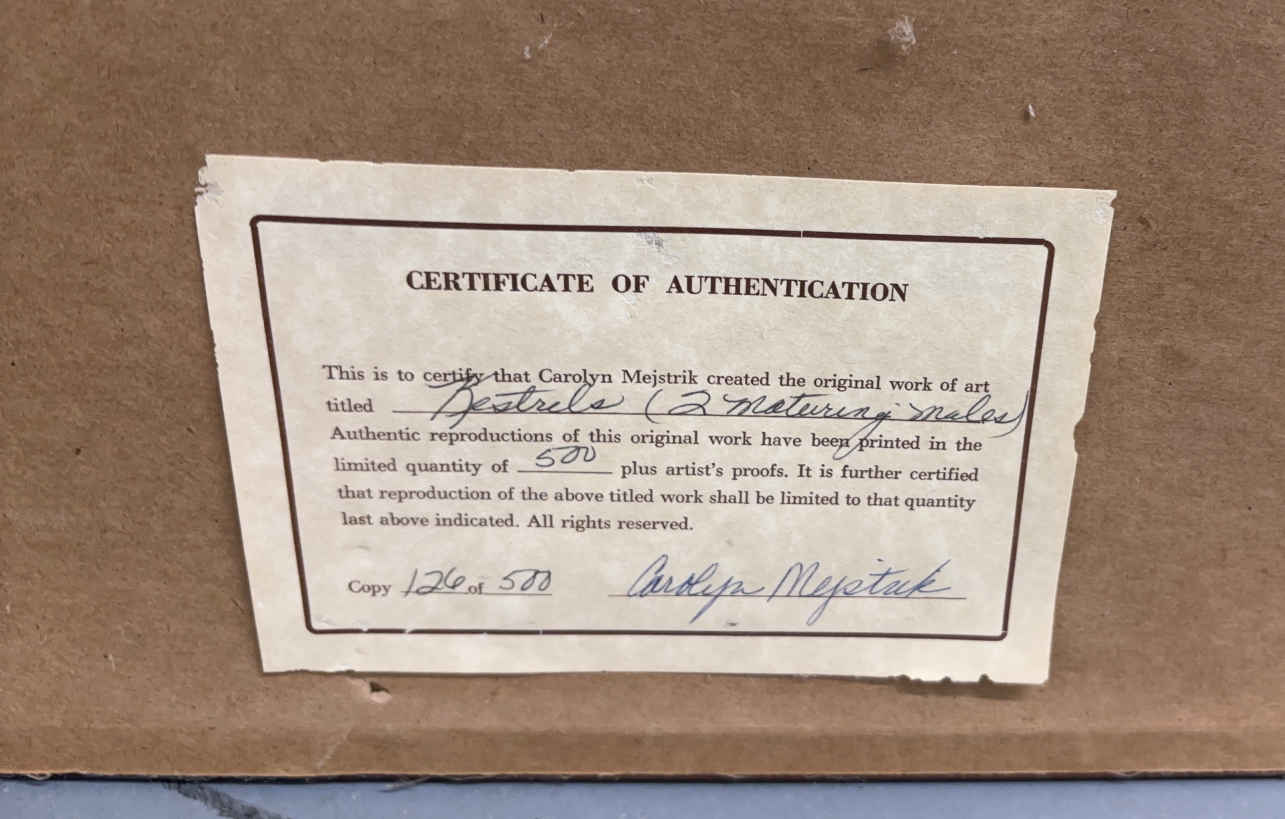 CERTIFICATE OF AUTHENTICATION
This is to certify that Carolyn Mejstrik created the original work of art
titled Kestrels (2 maturing males)
Authentic reproductions of this original work have been printed in the
limited quantity of 500 plus artist's proofs. It is further certified
that reproduction of the above titled work shall be limited to that quantity
last above indicated. All rights reserved.
Copy 126 of 500 Carolyn Mejstrik